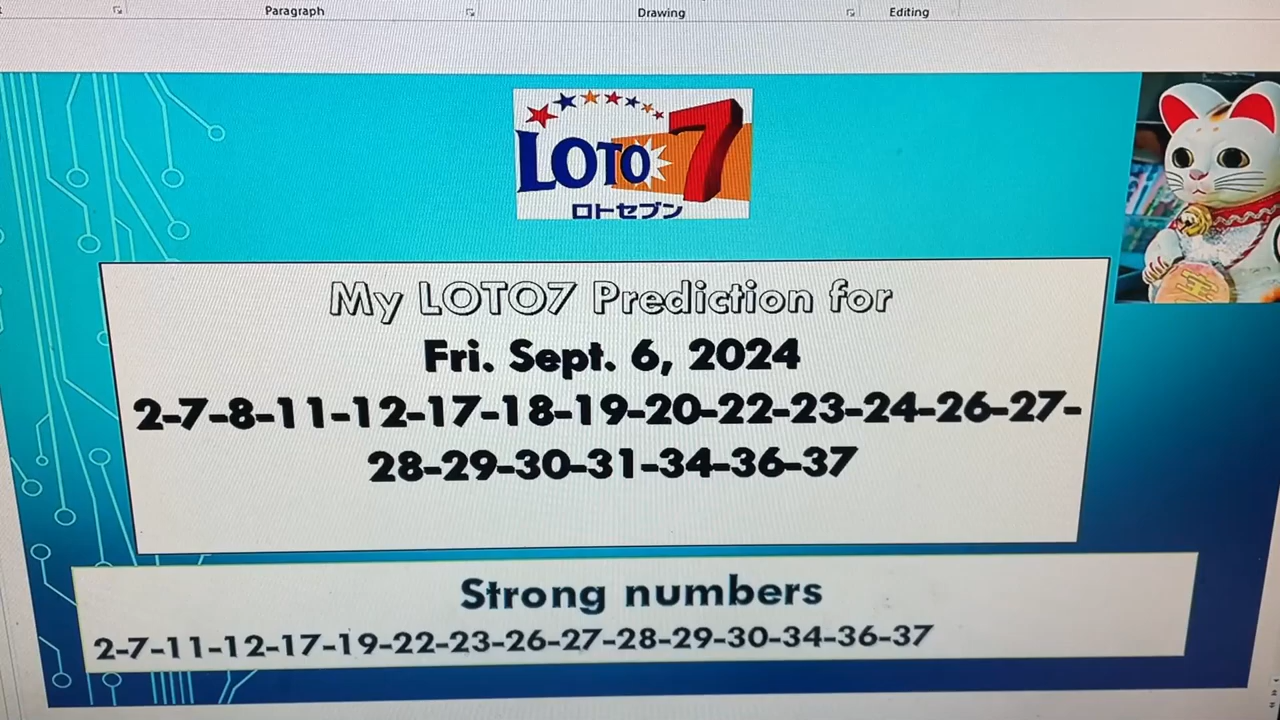 Paragraph
Drawing
Editing
LOTO 7
ロトセブン
My LOTO7 Prediction for
Fri. Sept. 6, 2024
2-7-8-11-12-17-18-19-20-22-23-24-26-27-
28-29-30-31-34-36-37
Strong numbers
2-7-11-12-17-19-22-23-26-27-28-29-30-34-36-37